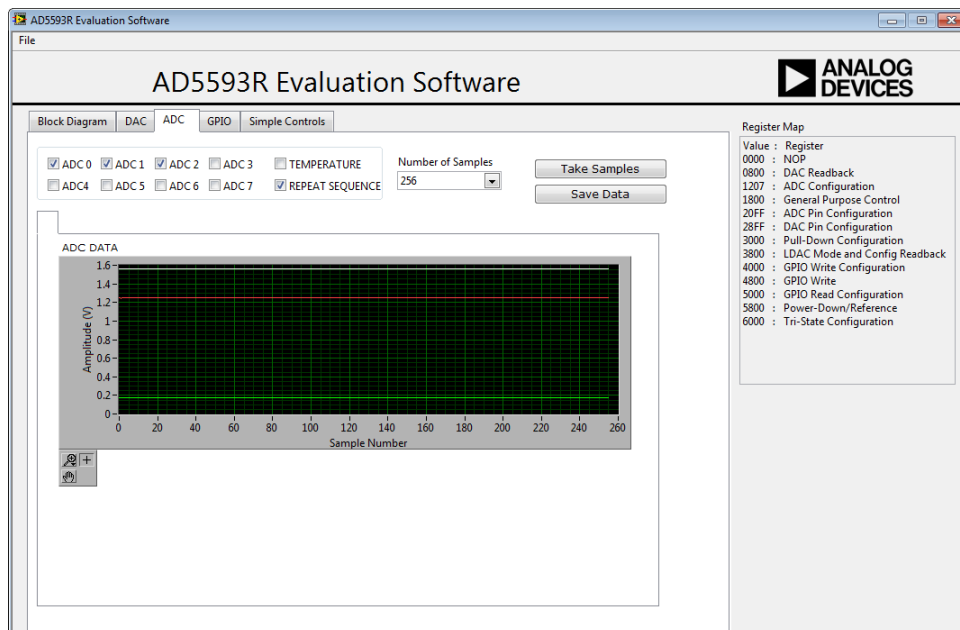 AD5593R Evaluation Software
File
AD5593R Evaluation Software
ANALOG
DEVICES
Block Diagram DAC ADC GPIO Simple Controls
ADC 0 ADC 1 ADC 2 ADC 3 TEMPERATURE
ADC4 ADC 5 ADC 6 ADC 7 REPEAT SEQUENCE
Number of Samples
256
Take Samples
Save Data
ADC DATA
Amplitude (V)
1.6
1.4
1.2
1
0.8
0.6
0.4
0.2
0
0 20 40 60 80 100 120 140 160 180 200 220 240 260
Sample Number
Register Map
Value : Register
0000 : NOP
0800 : DAC Readback
1207 : ADC Configuration
1800 : General Purpose Control
20FF : ADC Pin Configuration
28FF : DAC Pin Configuration
3000 : Pull-Down Configuration
3800 : LDAC Mode and Config Readback
4000 : GPIO Write Configuration
4800 : GPIO Write
5000 : GPIO Read Configuration
5800 : Power-Down/Reference
6000 : Tri-State Configuration